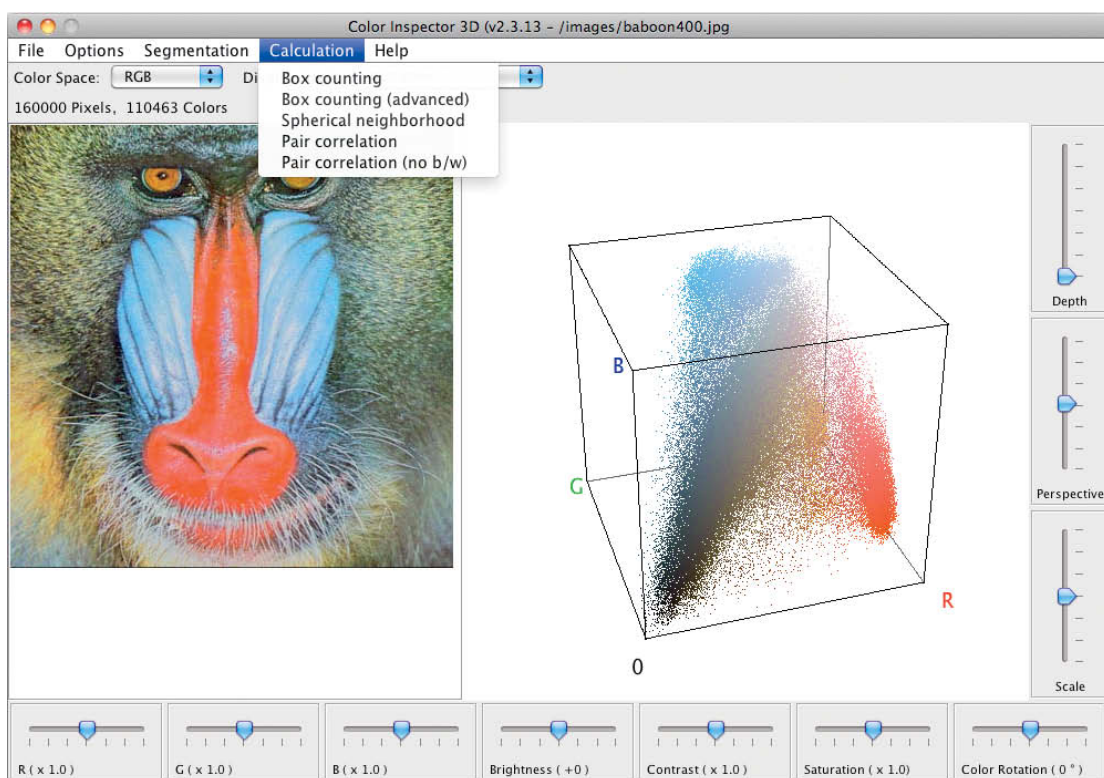 Color Inspector 3D (v2.3.13 - /images/baboon400.jpg
File Options Segmentation Calculation Help
Color Space: RGB Di
160000 Pixels, 110463 Colors
Box counting
Box counting (advanced)
Spherical neighborhood
Pair correlation
Pair correlation (no b/w)
B
G
R
0
Depth
Perspective
Scale
R ( x 1.0 ) G ( x 1.0 ) B ( x 1.0 ) Brightness ( +0 ) Contrast ( x 1.0 ) Saturation ( x 1.0 ) Color Rotation ( 0 ° )